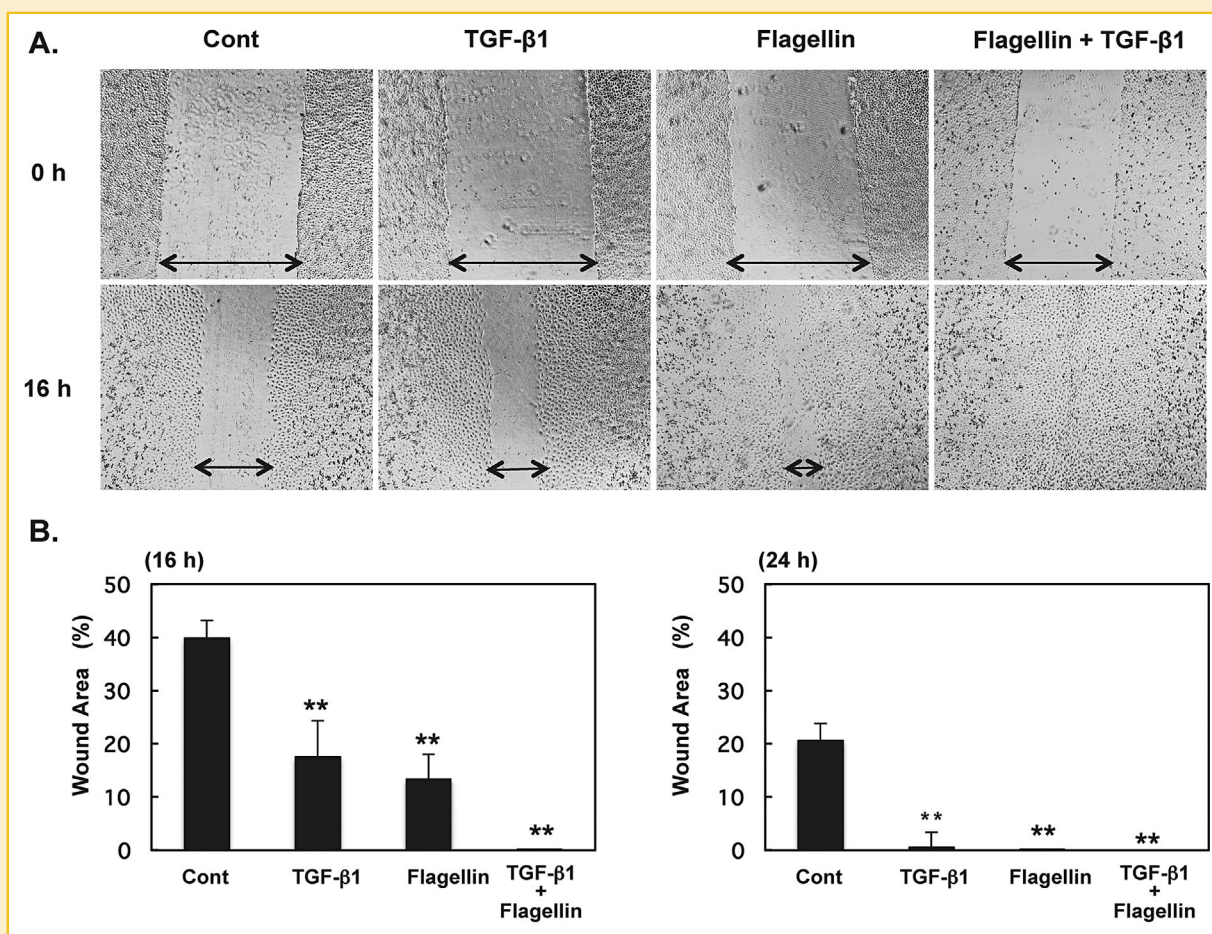 A.
Cont
TGF-β1
Flagellin
Flagellin + TGF-β1
0 h
16 h
B.
(16 h)
Wound Area (%)
50
40
30
20
10
0
**
**
**
Cont
TGF-β1
Flagellin
TGF-β1
+
Flagellin
(24 h)
Wound Area (%)
50
40
30
20
10
0
**
**
**
Cont
TGF-β1
Flagellin
TGF-β1
+
Flagellin